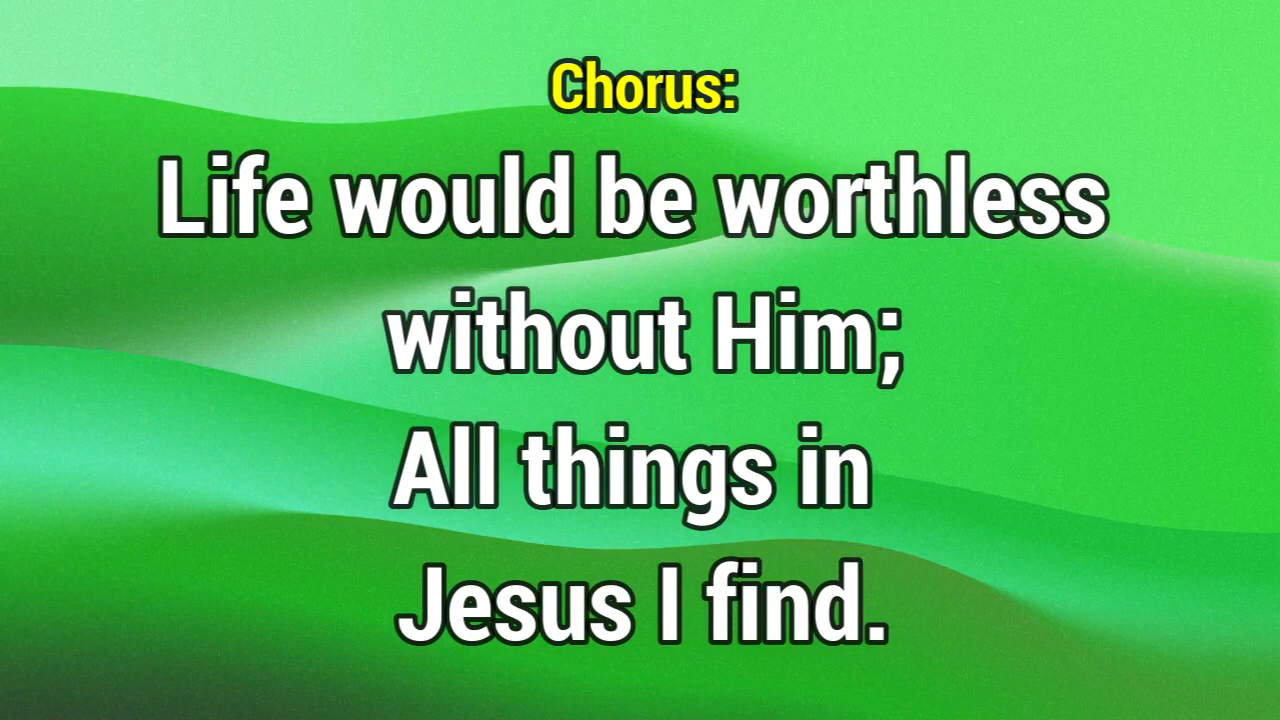 Chorus:
Life would be worthless
without Him;
All things in
Jesus I find.